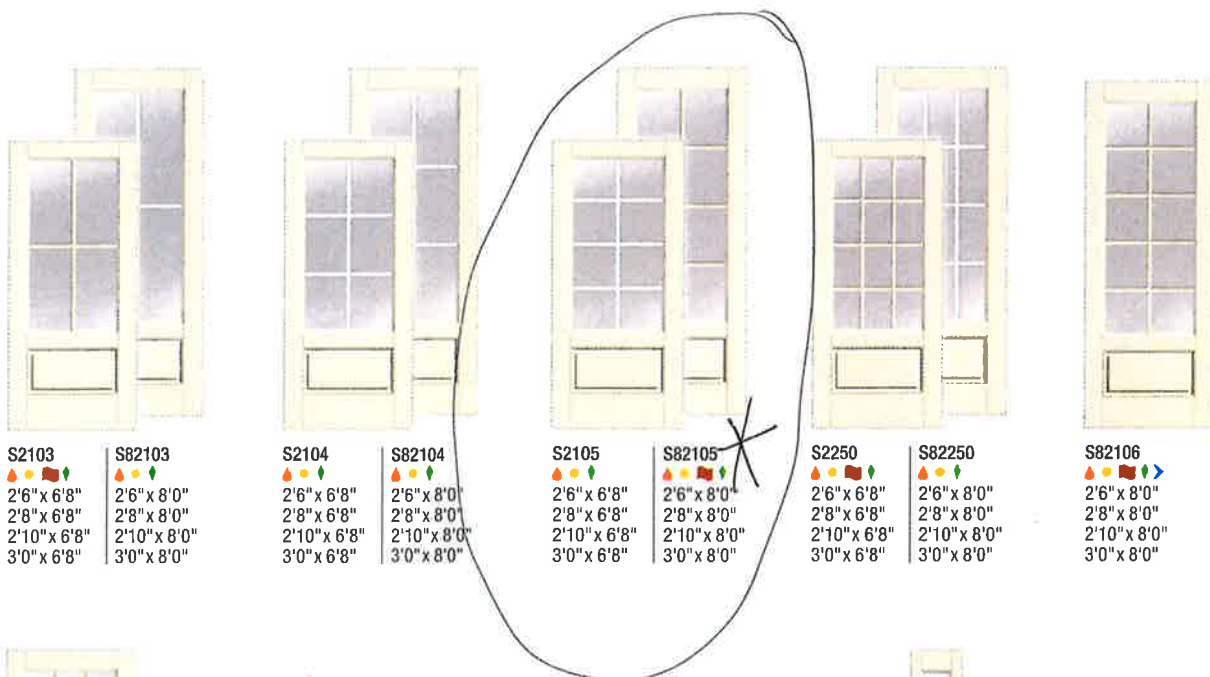 S2103
2'6"x 6'8"
2'8"x 6'8"
2'10"x 6'8"
3'0"x 6'8"
S82103
2'6"x 8'0"
2'8"x 8'0"
2'10"x 8'0"
3'0"x 8'0"
S2104
2'6"x 6'8"
2'8"x 6'8"
2'10"x 6'8"
3'0"x 6'8"
S82104
2'6"x 8'0"
2'8"x 8'0"
2'10"x 8'0"
3'0"x 8'0"
S2105
2'6"x 6'8"
2'8"x 6'8"
2'10"x 6'8"
3'0"x 6'8"
S82105
2'6"x 8'0"
2'8"x 8'0"
2'10"x 8'0"
3'0"x 8'0"
S2250
2'6"x 6'8"
2'8"x 6'8"
2'10"x 6'8"
3'0"x 6'8"
S82250
2'6"x 8'0"
2'8"x 8'0"
2'10"x 8'0"
3'0"x 8'0"
S82106
2'6"x 8'0"
2'8"x 8'0"
2'10"x 8'0"
3'0"x 8'0"